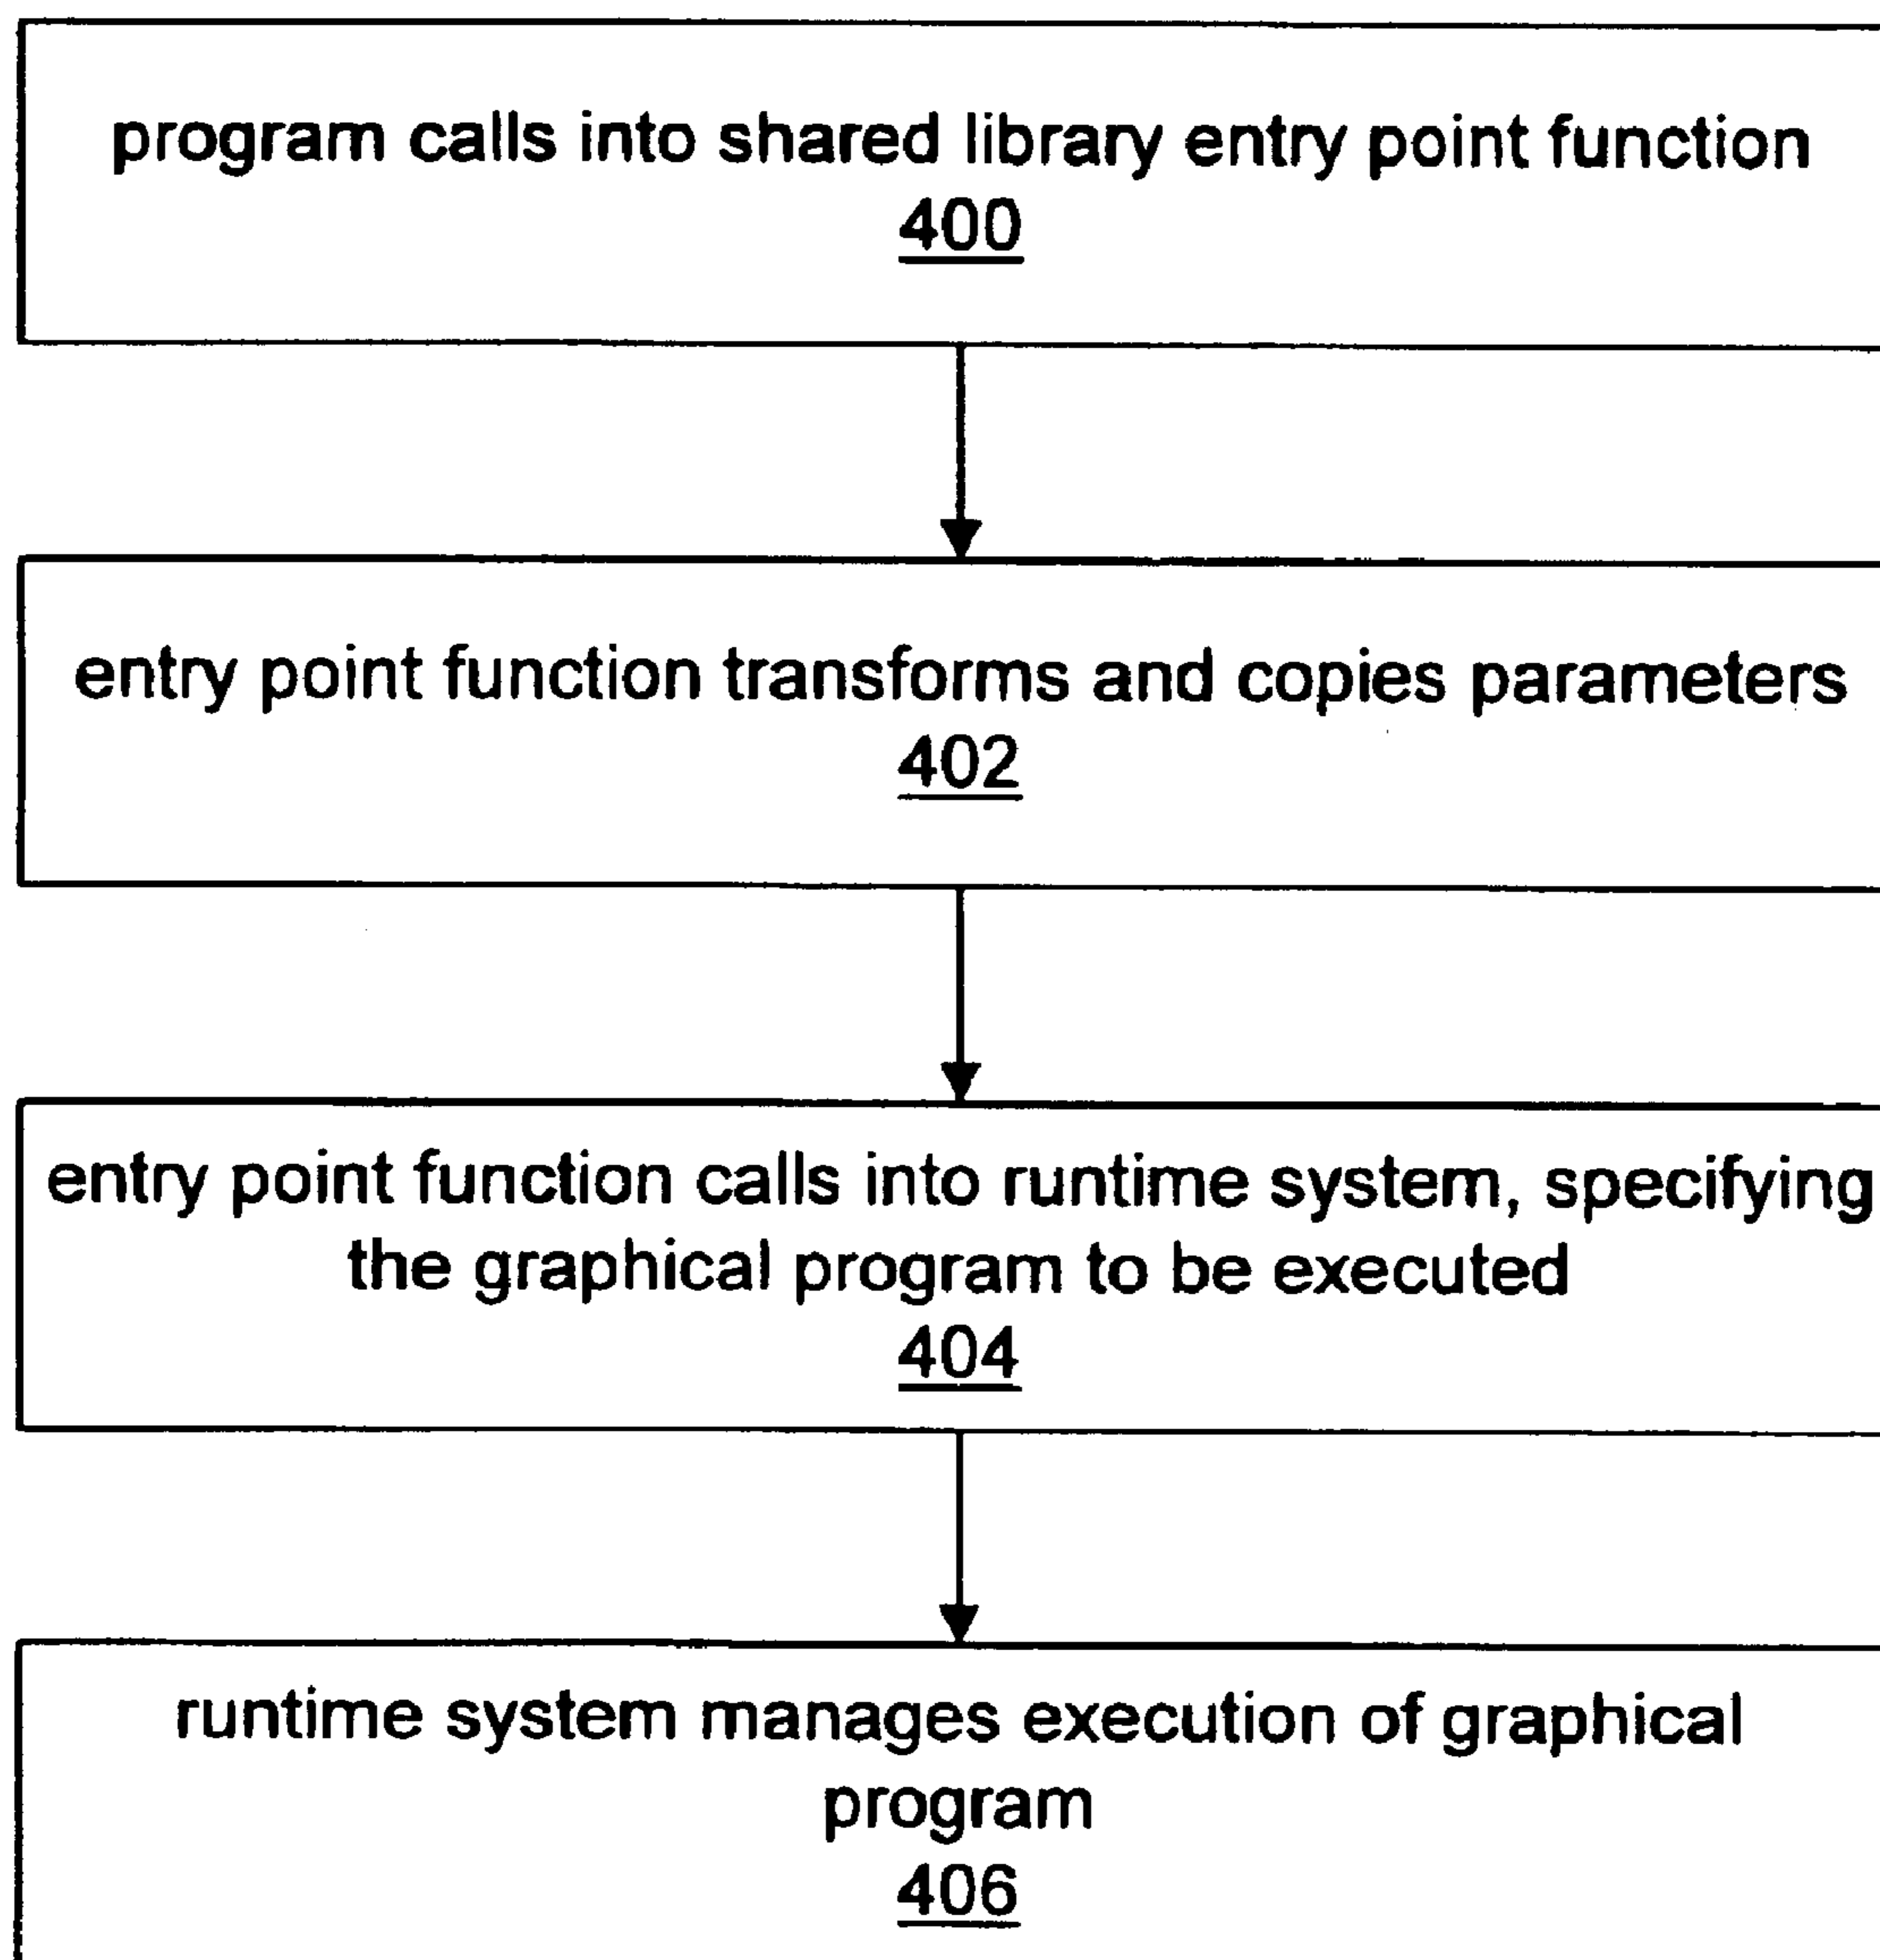 program calls into shared library entry point function
400
entry point function transforms and copies parameters
402
entry point function calls into runtime system, specifying
the graphical program to be executed
404
runtime system manages execution of graphical
program
406